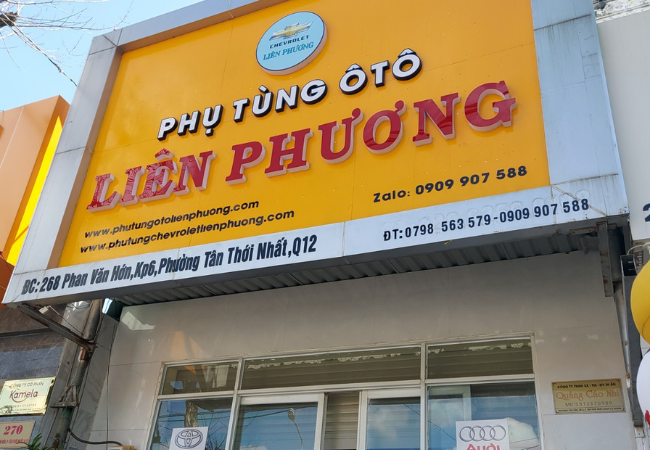 CHEVROLET
LIÊN PHƯƠNG
PHỤ TÙNG ÔTÔ
LIÊN PHƯƠNG
Zalo: 0909 907 588
www.phutungotolienphuong.com
www.phutungchevroletlienphuong.com
ĐT: 0798 563 579-0909 907 588
ĐC: 268 Phan Văn Hớn,Kp6,Phường Tân Thới Nhất,Q12
Kamela
270
Quảng Cáo
AUDI